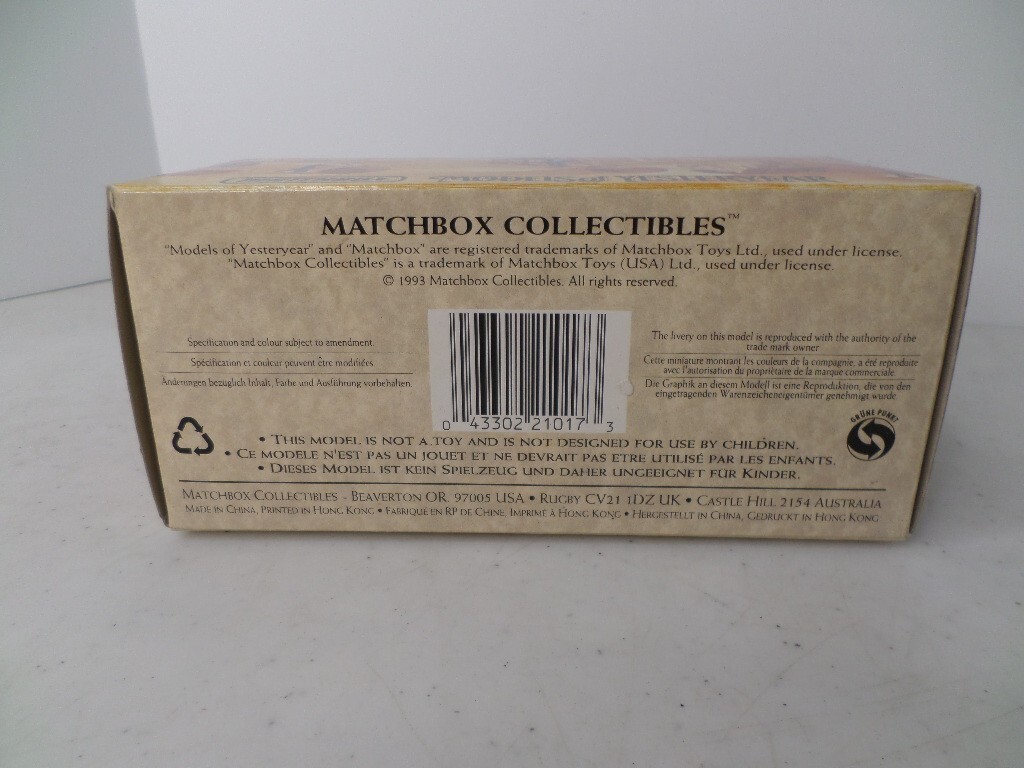 MODELS of YESTERYEAR
MATCHBOX COLLECTIBLES™
"Models of Yesteryear" and "Matchbox" are registered trademarks of Matchbox Toys Ltd., used under license.
"Matchbox Collectibles" is a trademark of Matchbox Toys (USA) Ltd., used under license.
© 1993 Matchbox Collectibles. All rights reserved.
Specification and colour subject to amendment.
Spécification et couleur peuvent être modifiées.
Änderungen bezüglich Inhalt, Farbe und Ausführung vorbehalten.
0 43302 21017 3
The livery on this model is reproduced with the authority of the
trade mark owner
Cette miniature montrant les couleurs de la compagnie, a été reproduite
avec l'autorisation du propriétaire de la marque commerciale.
Die Graphik an diesem Modell ist eine Reproduktion, die von den
eingetragenden Warenzeicheneigentümer genehmigt wurde
GRÜNE PUNKT
• THIS MODEL IS NOT A TOY AND IS NOT DESIGNED FOR USE BY CHILDREN.
• CE MODELE N'EST PAS UN JOUET ET NE DEVRAIT PAS ETRE UTILISÉ PAR LES ENFANTS.
• DIESES MODEL IST KEIN SPIELZEUG UND DAHER UNGEEIGNET FÜR KINDER.
MATCHBOX COLLECTIBLES - BEAVERTON OR. 97005 USA • RUGBY CV21 1DZ UK • CASTLE HILL 2154 AUSTRALIA
MADE IN CHINA, PRINTED IN HONG KONG • FABRIQUÉ EN RP DE CHINE, IMPRIMÉ À HONG KONG • HERGESTELLT IN CHINA, GEDRUCKT IN HONG KONG